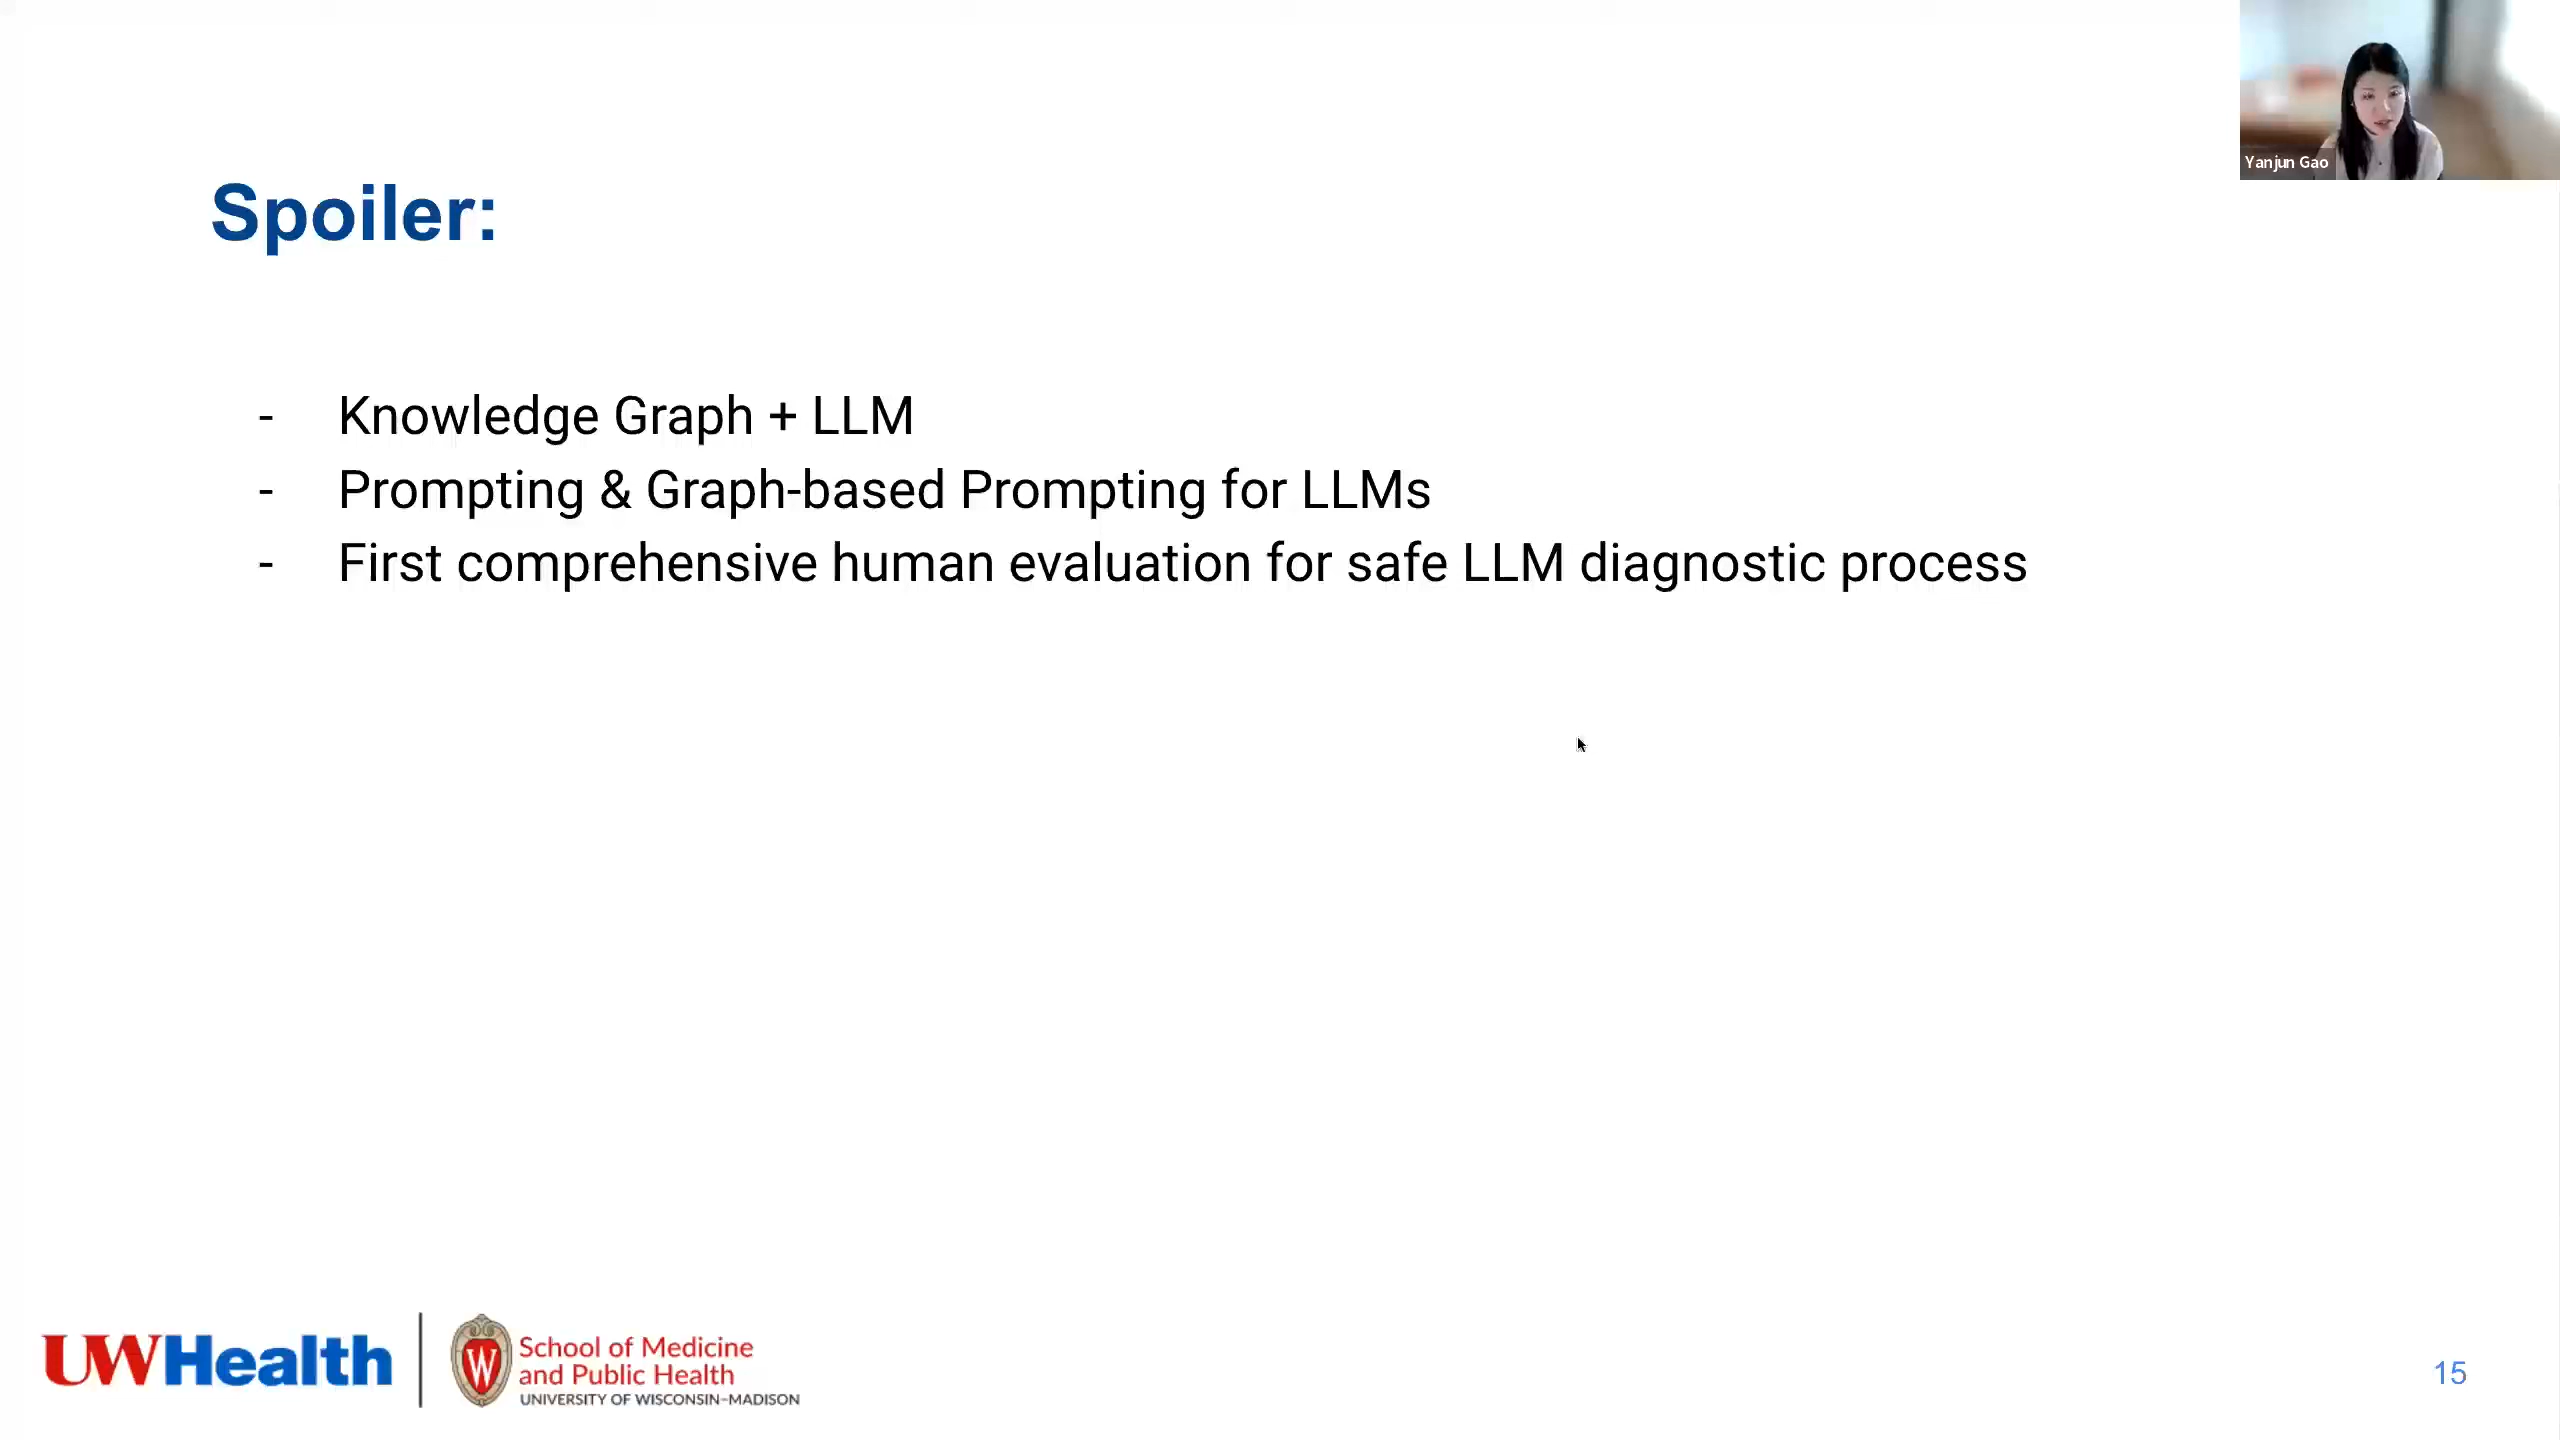 Yanjun Gao
Spoiler:
- Knowledge Graph + LLM
- Prompting & Graph-based Prompting for LLMs
- First comprehensive human evaluation for safe LLM diagnostic process
UWHealth
W
School of Medicine
and Public Health
UNIVERSITY OF WISCONSIN–MADISON
15